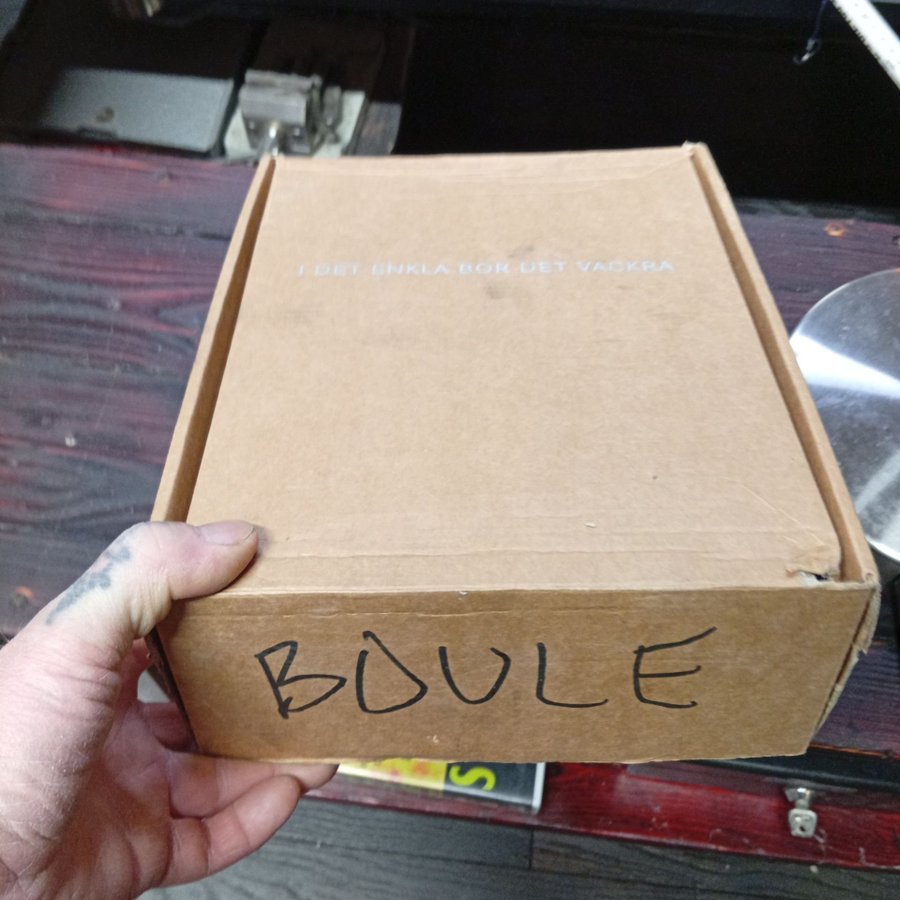 I DET ENKLA BOR DET VACKRA
BOULE
S